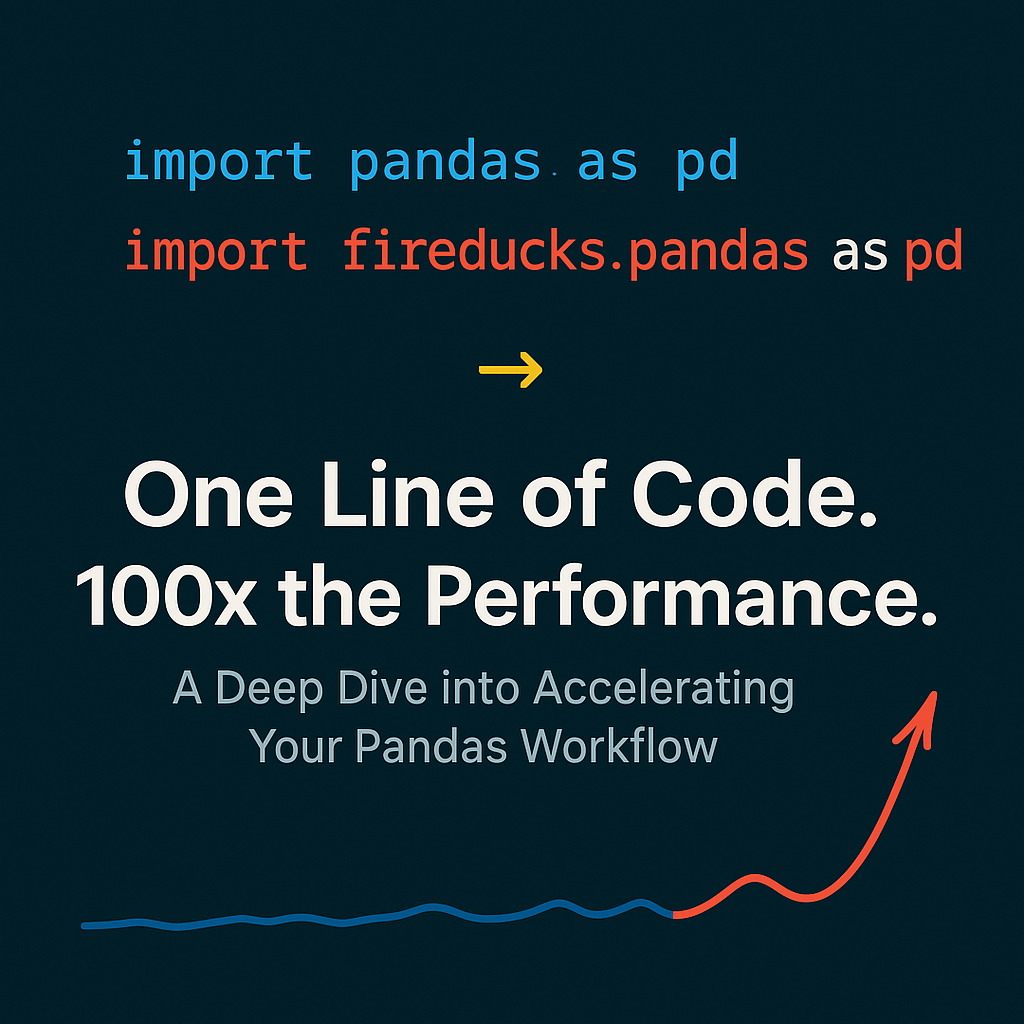 import pandas as pd
import fireducks.pandas as pd
→
One Line of Code.
100x the Performance.
A Deep Dive into Accelerating
Your Pandas Workflow